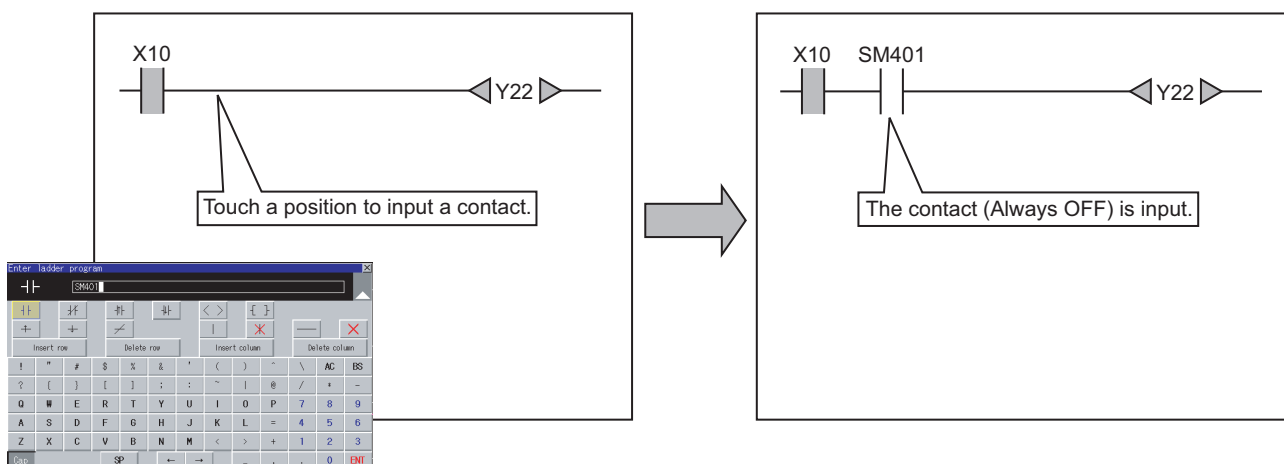 X10
Y22
Touch a position to input a contact.
X10 SM401
Y22
The contact (Always OFF) is input.
Enter ladder program
SM401
Insert row Delete row Insert column Delete column
! " # $ % & ' ( ) \ AC BS
? { } [ ] ; : ~ | @ / * -
Q W E R T Y U I O P 7 8 9
A S D F G H J K L = 4 5 6
Z X C V B N M < > + 1 2 3
Cap SP ← → 0 ENT